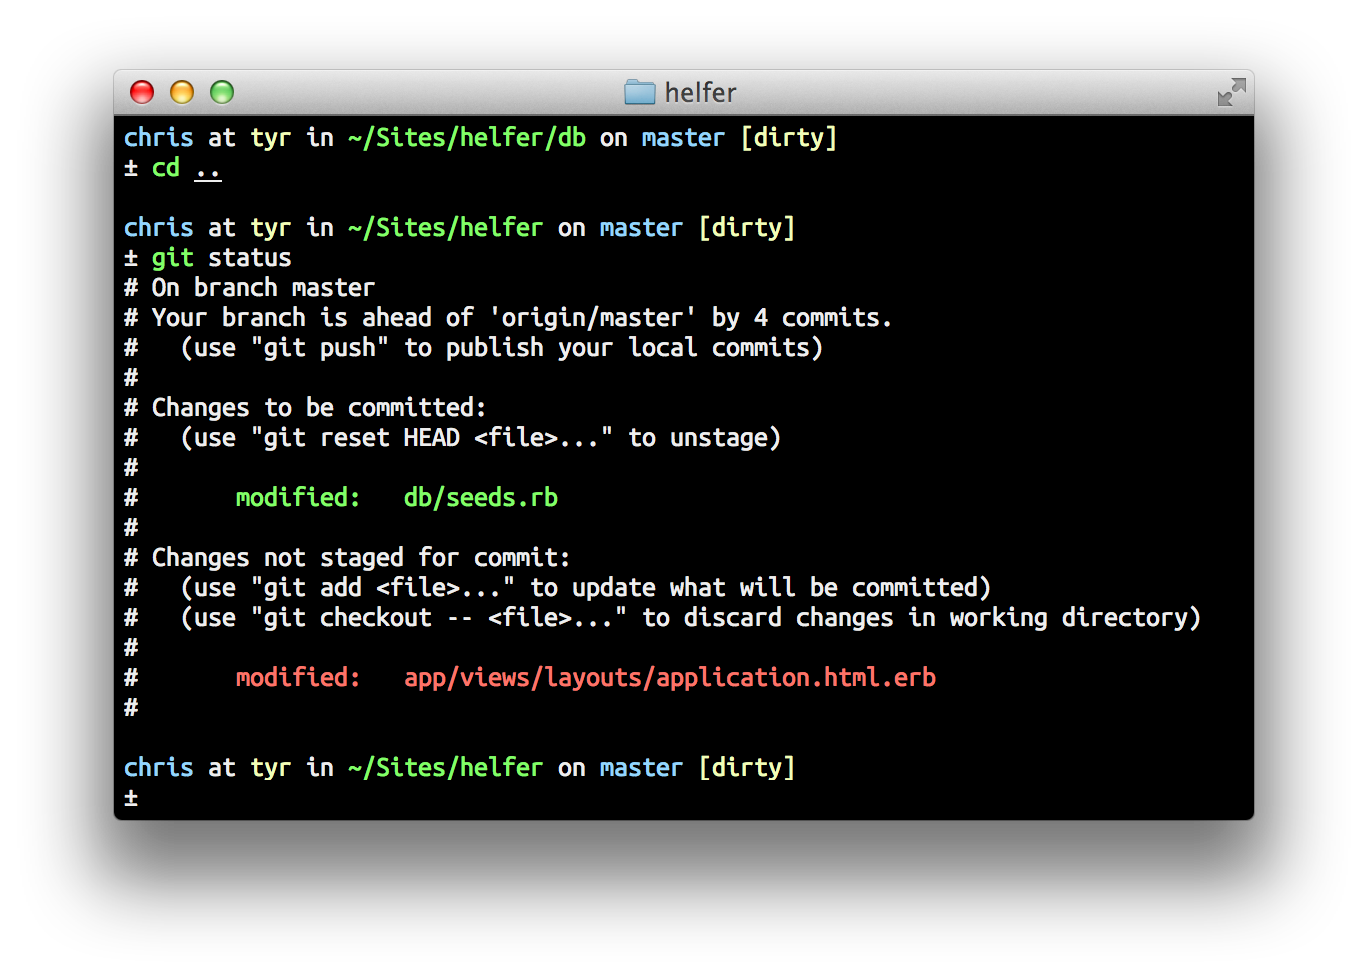 helfer
chris at tyr in ~/Sites/helfer/db on master [dirty]
± cd ..
chris at tyr in ~/Sites/helfer on master [dirty]
± git status
# On branch master
# Your branch is ahead of 'origin/master' by 4 commits.
#   (use "git push" to publish your local commits)
#
# Changes to be committed:
#   (use "git reset HEAD <file>..." to unstage)
#
#       modified:   db/seeds.rb
#
# Changes not staged for commit:
#   (use "git add <file>..." to update what will be committed)
#   (use "git checkout -- <file>..." to discard changes in working directory)
#
#       modified:   app/views/layouts/application.html.erb
#
chris at tyr in ~/Sites/helfer on master [dirty]
±